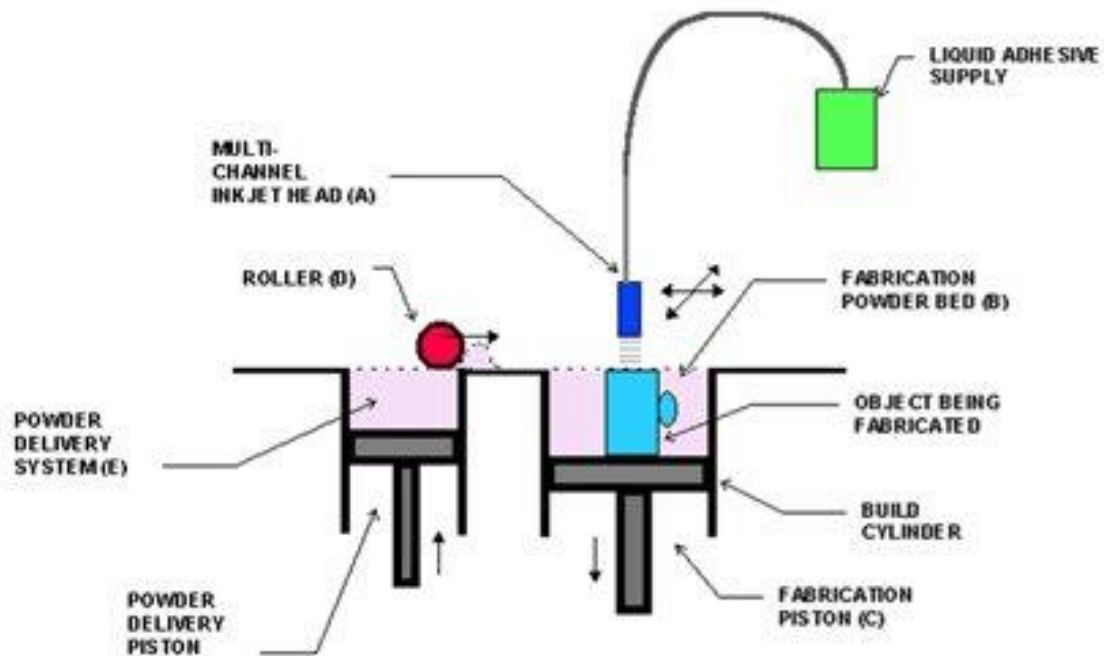 LIQUID ADHESIVE
SUPPLY
MULTI-
CHANNEL
INKJET HEAD (A)
ROLLER (D)
FABRICATION
POWDER BED (B)
POWDER
DELIVERY
SYSTEM (E)
OBJECT BEING
FABRICATED
BUILD
CYLINDER
POWDER
DELIVERY
PISTON
FABRICATION
PISTON (C)